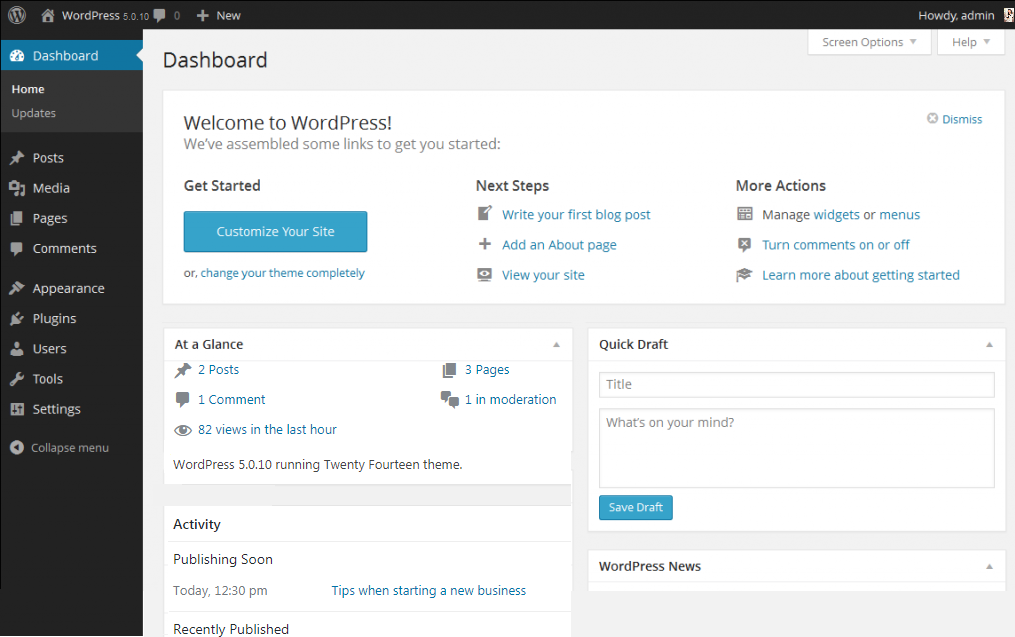 WordPress 5.0.10 0 New Howdy, admin
Dashboard
Home
Updates
Posts
Media
Pages
Comments
Appearance
Plugins
Users
Tools
Settings
Collapse menu
Screen Options Help
Dashboard
Welcome to WordPress! Dismiss
We've assembled some links to get you started:
Get Started
Customize Your Site
or, change your theme completely
Next Steps
Write your first blog post
Add an About page
View your site
More Actions
Manage widgets or menus
Turn comments on or off
Learn more about getting started
At a Glance
2 Posts 3 Pages
1 Comment 1 in moderation
82 views in the last hour
WordPress 5.0.10 running Twenty Fourteen theme.
Activity
Publishing Soon
Today, 12:30 pm Tips when starting a new business
Recently Published
Quick Draft
Title
What's on your mind?
Save Draft
WordPress News